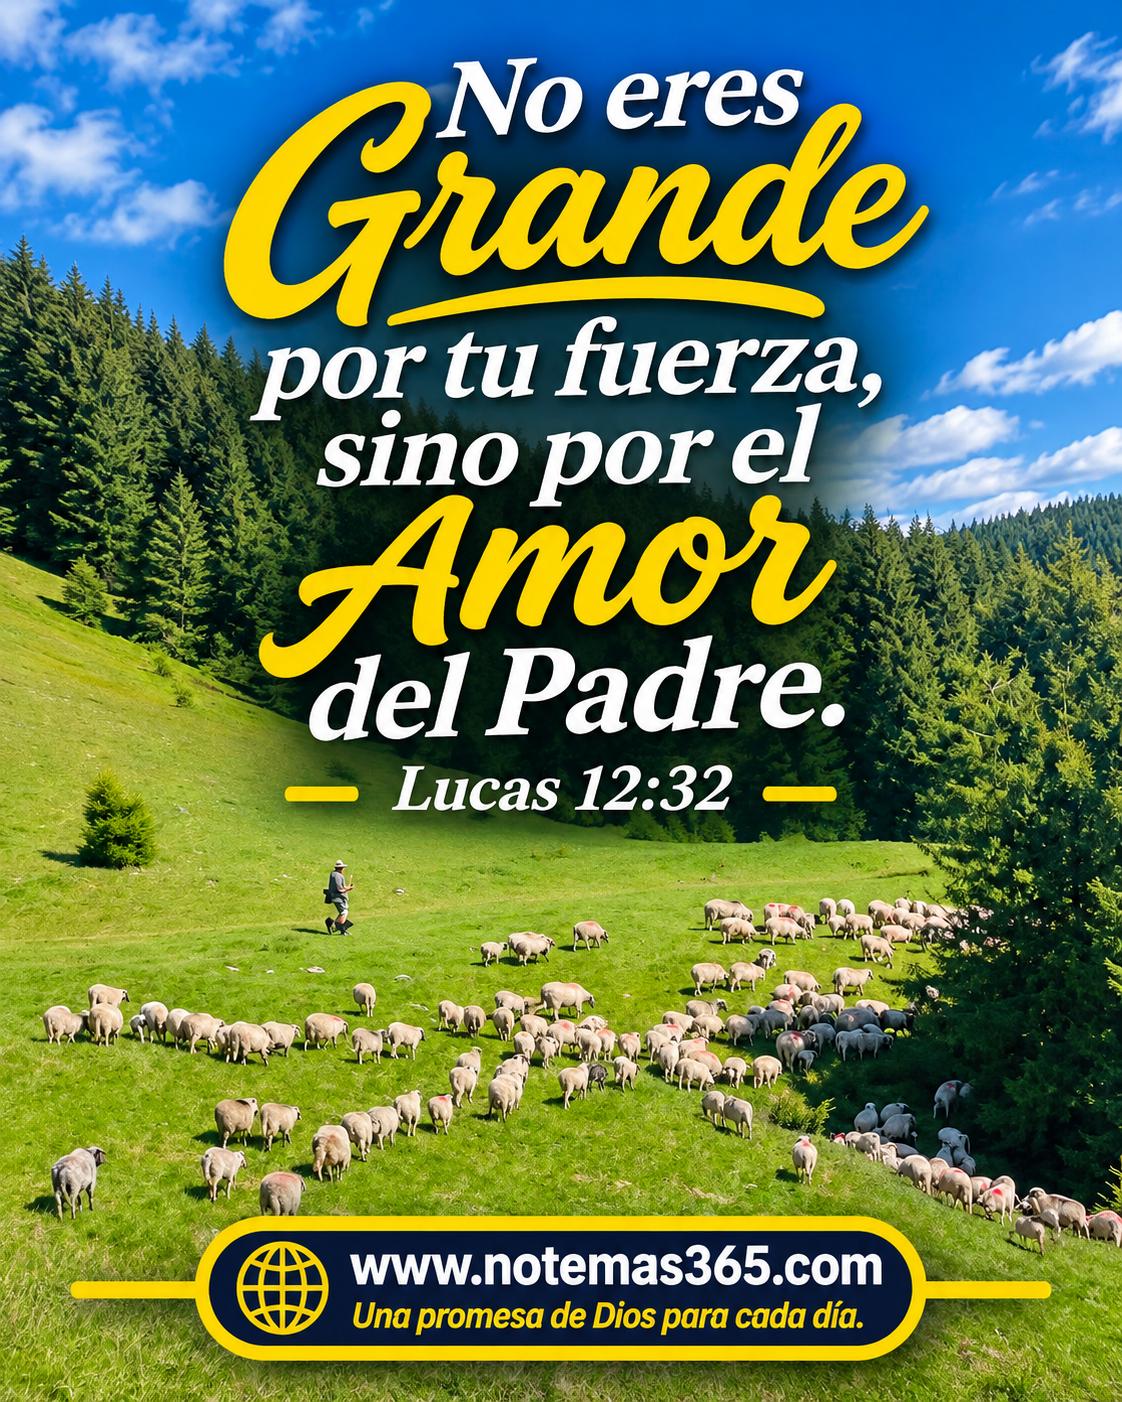 No eres
Grande
por tu fuerza,
sino por el
Amor
del Padre.
Lucas 12:32
www.notemas365.com
Una promesa de Dios para cada día.